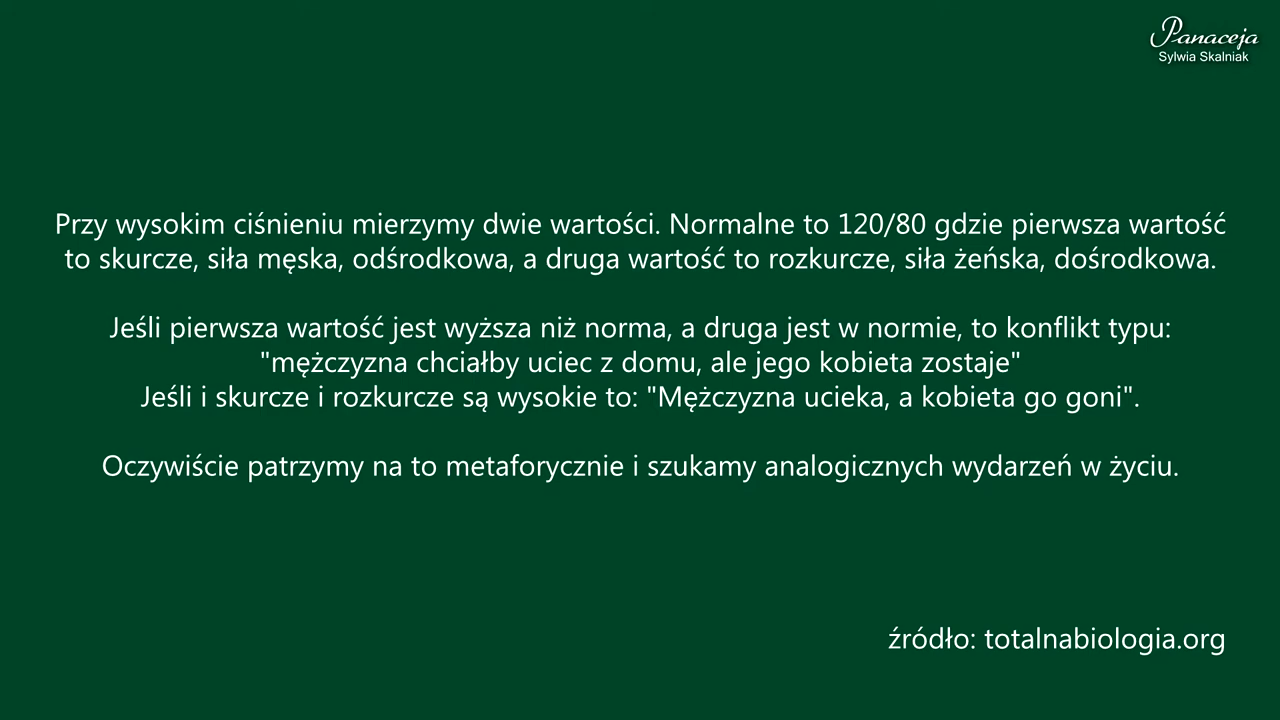 Panaceja
Sylwia Skalniak
Przy wysokim ciśnieniu mierzymy dwie wartości. Normalne to 120/80 gdzie pierwsza wartość
to skurcze, siła męska, odśrodkowa, a druga wartość to rozkurcze, siła żeńska, dośrodkowa.
Jeśli pierwsza wartość jest wyższa niż norma, a druga jest w normie, to konflikt typu:
"mężczyzna chciałby uciec z domu, ale jego kobieta zostaje"
Jeśli i skurcze i rozkurcze są wysokie to: "Mężczyzna ucieka, a kobieta go goni".
Oczywiście patrzymy na to metaforycznie i szukamy analogicznych wydarzeń w życiu.
źródło: totalnabiologia.org